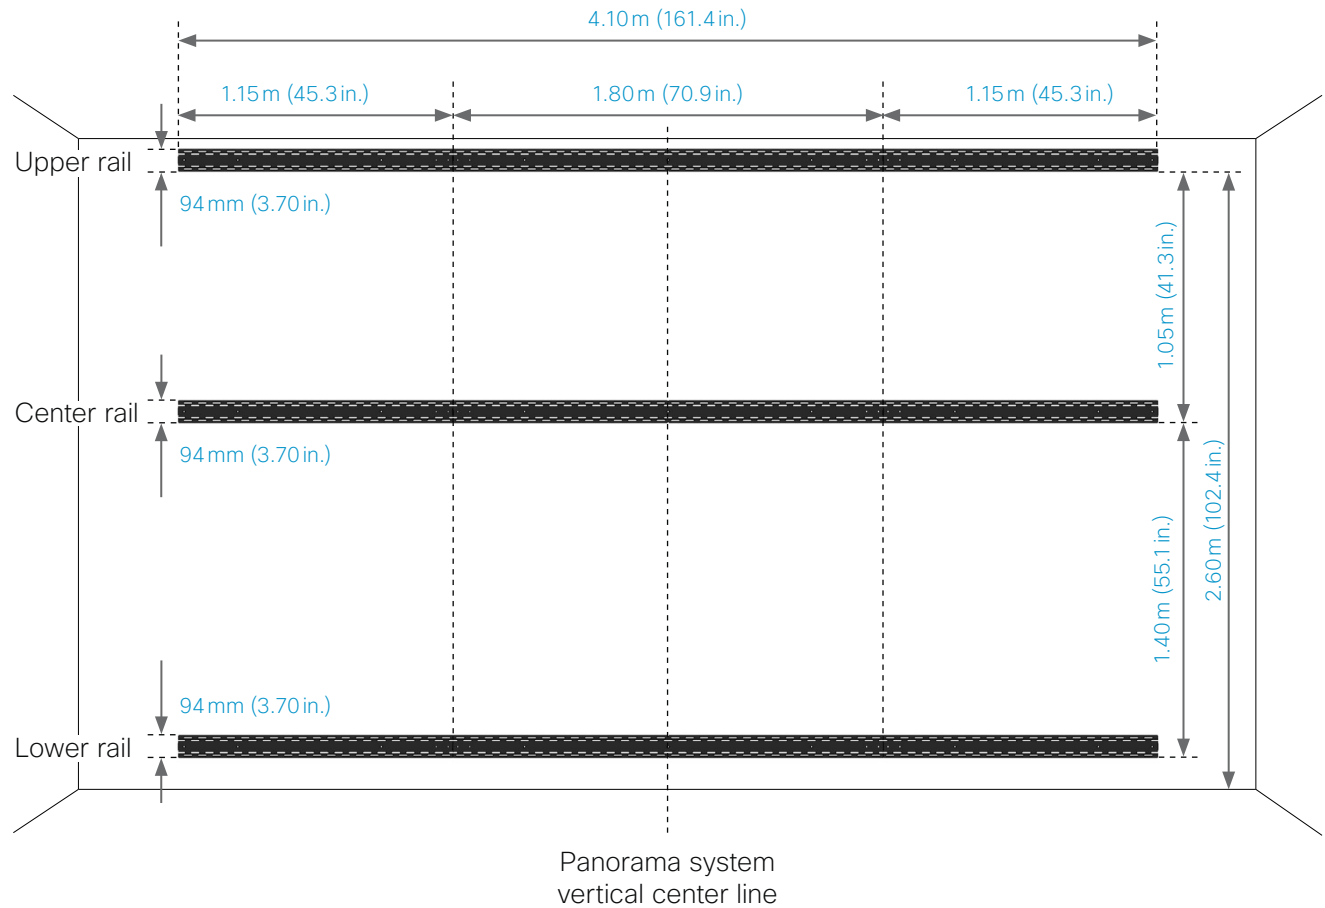 4.10 m (161.4 in.)
1.15 m (45.3 in.)
1.80 m (70.9 in.)
1.15 m (45.3 in.)
Upper rail
94 mm (3.70 in.)
1.05 m (41.3 in.)
Center rail
94 mm (3.70 in.)
2.60 m (102.4 in.)
1.40 m (55.1 in.)
94 mm (3.70 in.)
Lower rail
Panorama system
vertical center line